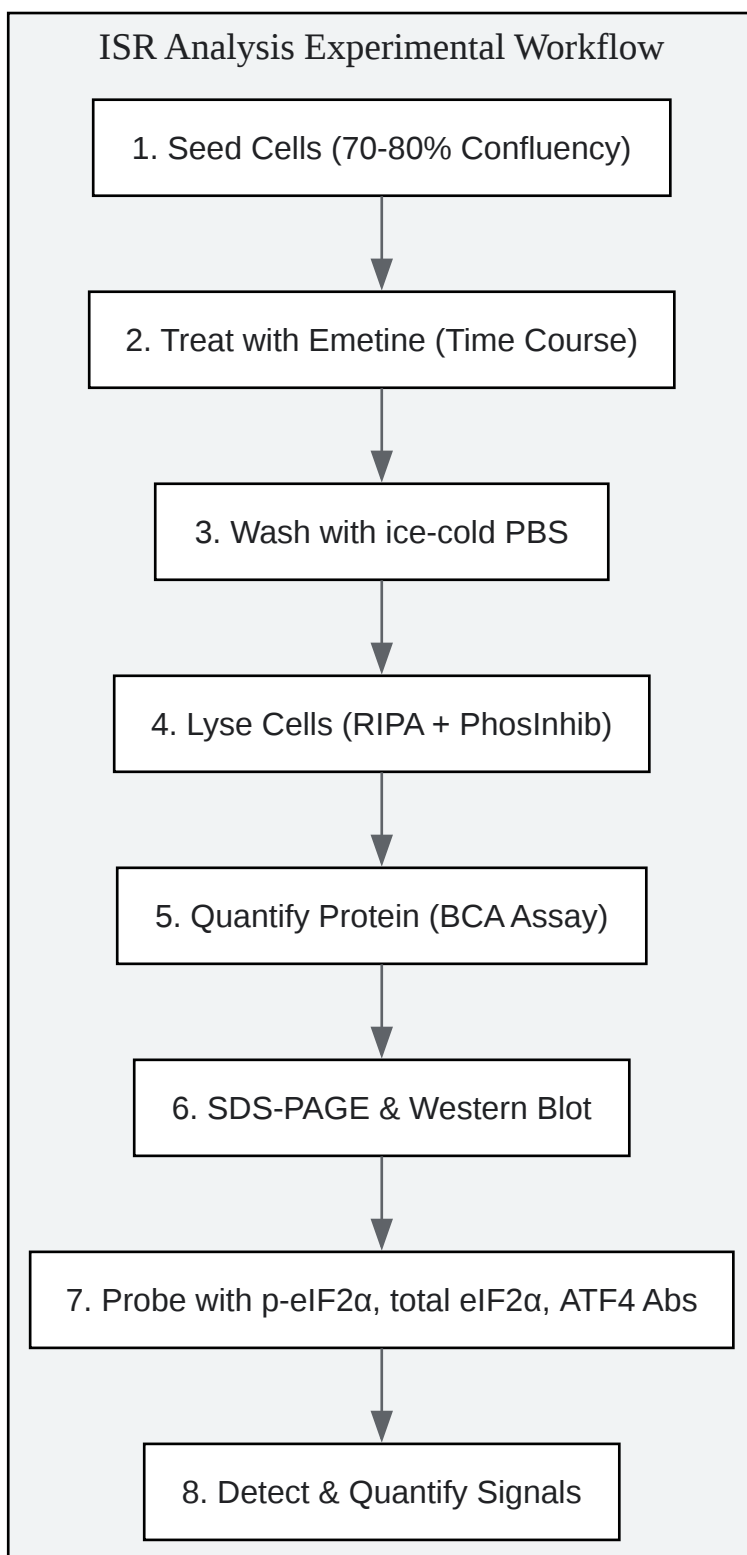 ISR Analysis Experimental Workflow
1. Seed Cells (70-80% Confluency)
2. Treat with Emetine (Time Course)
3. Wash with ice-cold PBS
4. Lyse Cells (RIPA + PhosInhib)
5. Quantify Protein (BCA Assay)
6. SDS-PAGE & Western Blot
7. Probe with p-eIF2α, total eIF2α, ATF4 Abs
8. Detect & Quantify Signals